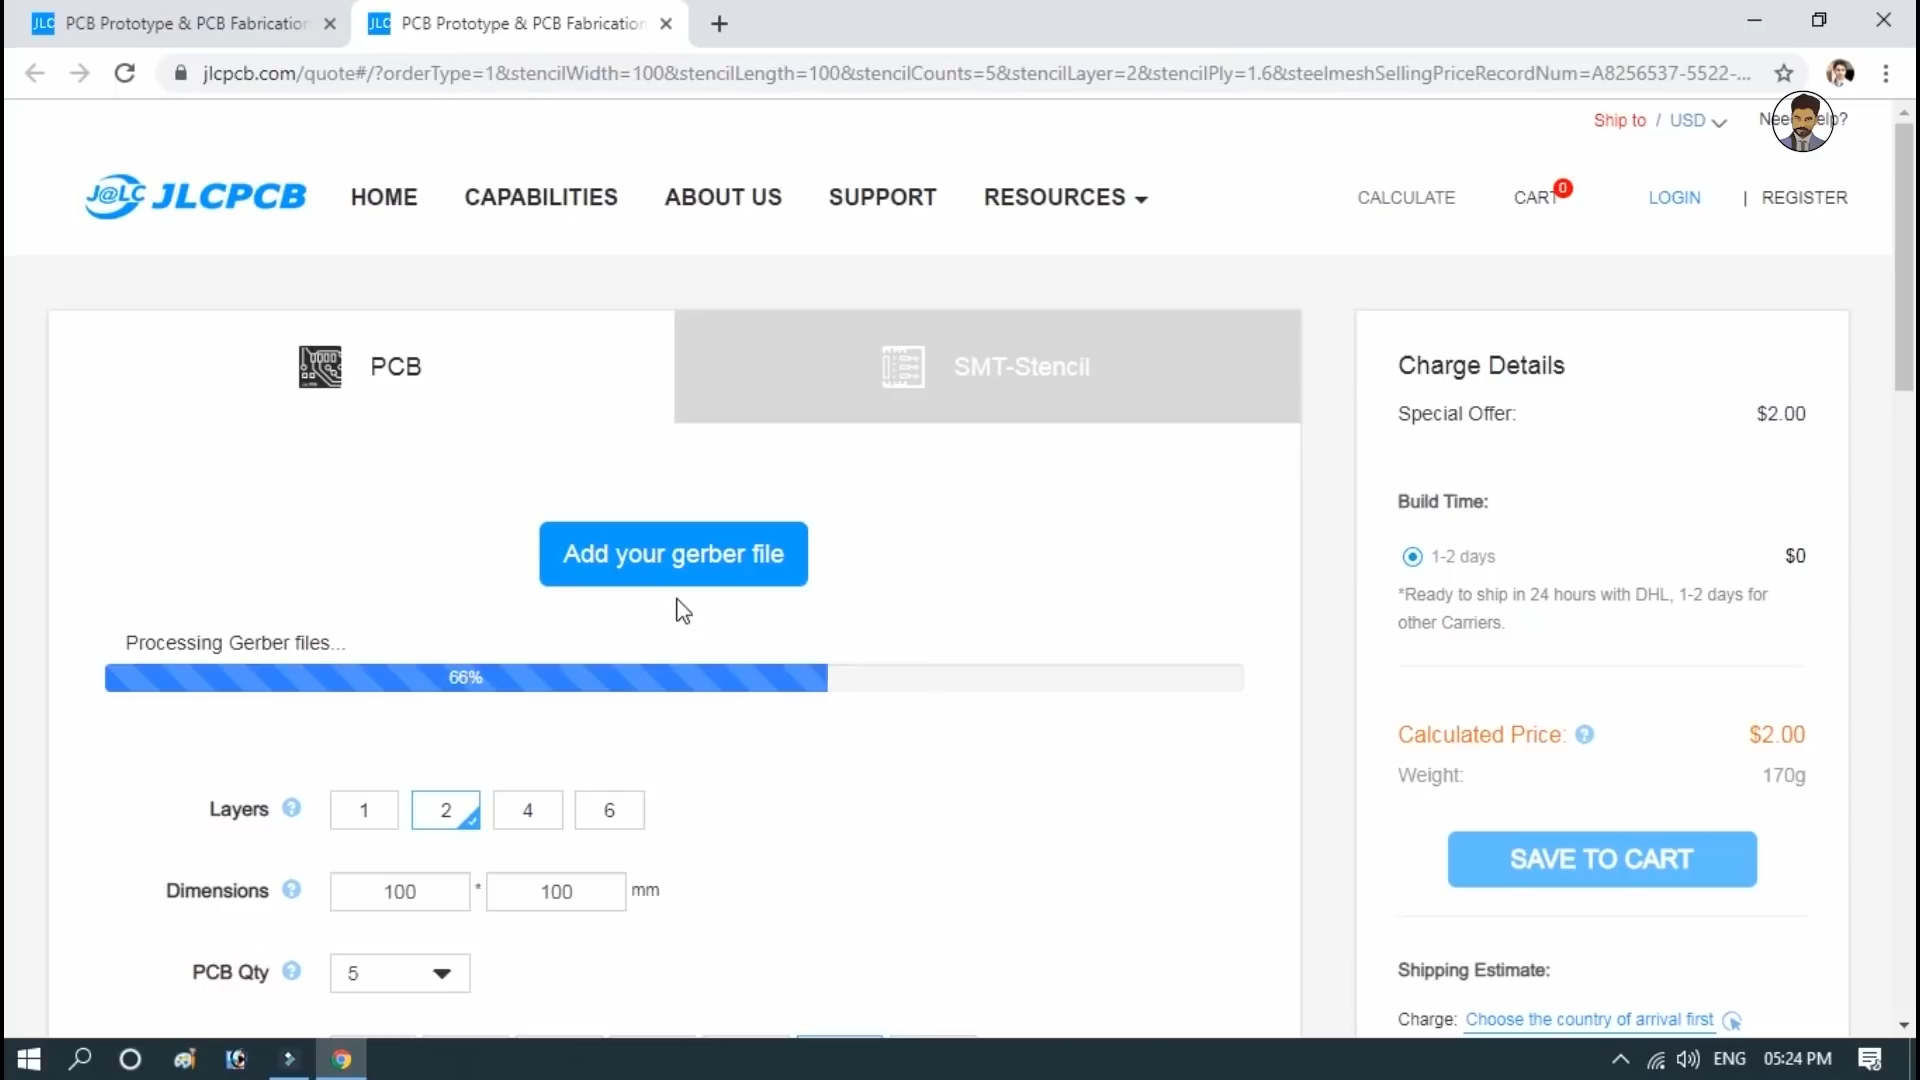 JLC PCB Prototype & PCB Fabrication
JLC PCB Prototype & PCB Fabrication
jlcpcb.com/quote#/?orderType=1&stencilWidth=100&stencilLength=100&stencilCounts=5&stencilLayer=2&stencilPly=1.6&steelmeshSellingPriceRecordNum=A8256537-5522-...
Ship to / USD
J@LC JLCPCB
HOME CAPABILITIES ABOUT US SUPPORT RESOURCES
CALCULATE CART 0 LOGIN | REGISTER
PCB
SMT-Stencil
Add your gerber file
Processing Gerber files...
66%
Layers ? 1 2 4 6
Dimensions ? 100 * 100 mm
PCB Qty ? 5
Charge Details
Special Offer: $2.00
Build Time:
1-2 days $0
*Ready to ship in 24 hours with DHL, 1-2 days for
other Carriers.
Calculated Price: ? $2.00
Weight: 170g
SAVE TO CART
Shipping Estimate:
Charge: Choose the country of arrival first
ENG 05:24 PM